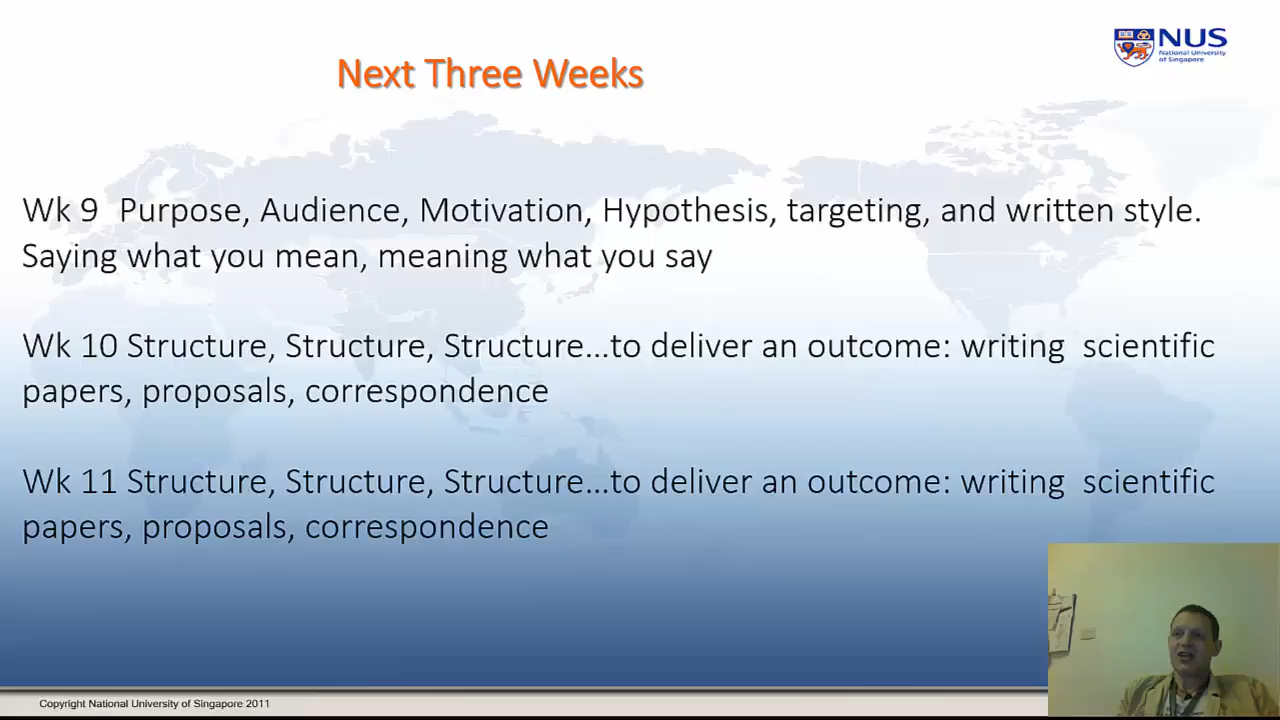 NUS
National University
of Singapore
Next Three Weeks
Wk 9  Purpose, Audience, Motivation, Hypothesis, targeting, and written style.
Saying what you mean, meaning what you say
Wk 10 Structure, Structure, Structure...to deliver an outcome: writing  scientific
papers, proposals, correspondence
Wk 11 Structure, Structure, Structure...to deliver an outcome: writing  scientific
papers, proposals, correspondence
Copyright National University of Singapore 2011